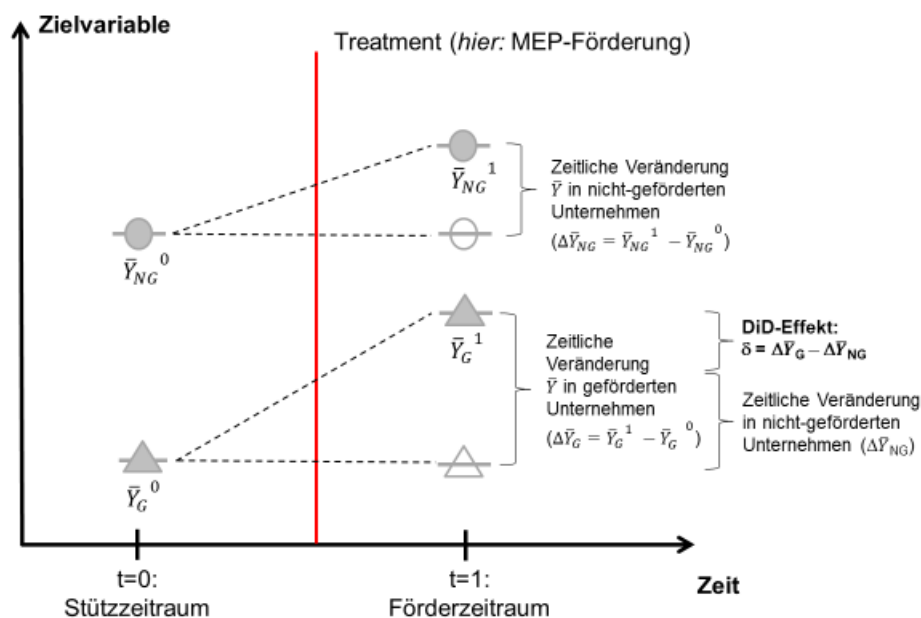 Zielvariable
Treatment (hier: MEP-Förderung)
Ȳ_NG^0
Ȳ_NG^1
Zeitliche Veränderung
Ȳ in nicht-geförderten
Unternehmen
(ΔȲ_NG = Ȳ_NG^1 − Ȳ_NG^0)
Ȳ_G^0
Ȳ_G^1
Zeitliche
Veränderung
Ȳ in geförderten
Unternehmen
(ΔȲ_G = Ȳ_G^1 − Ȳ_G^0)
DiD-Effekt:
δ = ΔȲ_G − ΔȲ_NG
Zeitliche Veränderung
in nicht-geförderten
Unternehmen (ΔȲ_NG)
t=0:
Stützzeitraum
t=1:
Förderzeitraum
Zeit